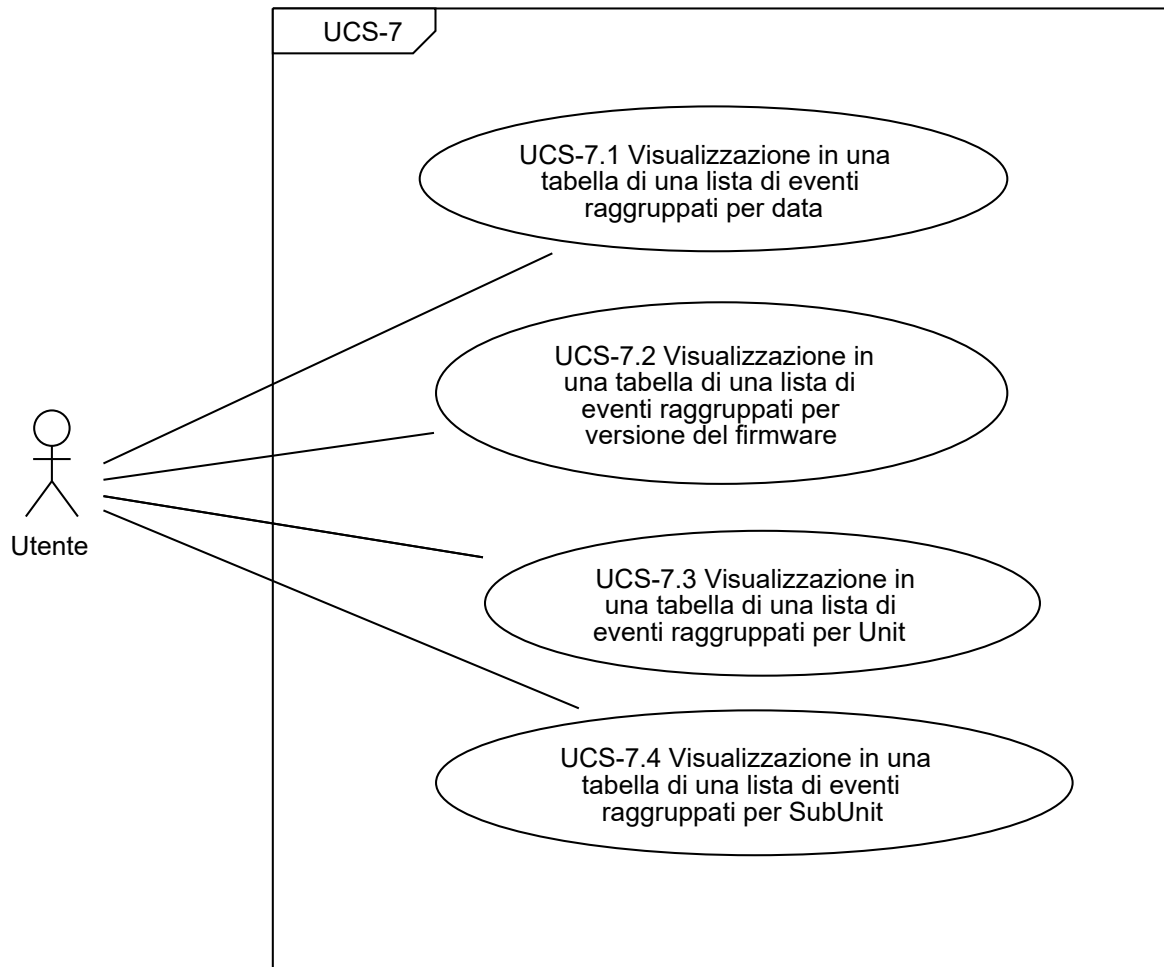 UCS-7
UCS-7.1 Visualizzazione in una
tabella di una lista di eventi
raggruppati per data
UCS-7.2 Visualizzazione in
una tabella di una lista di
eventi raggruppati per
versione del firmware
Utente
UCS-7.3 Visualizzazione in
una tabella di una lista di
eventi raggruppati per Unit
UCS-7.4 Visualizzazione in una
tabella di una lista di eventi
raggruppati per SubUnit